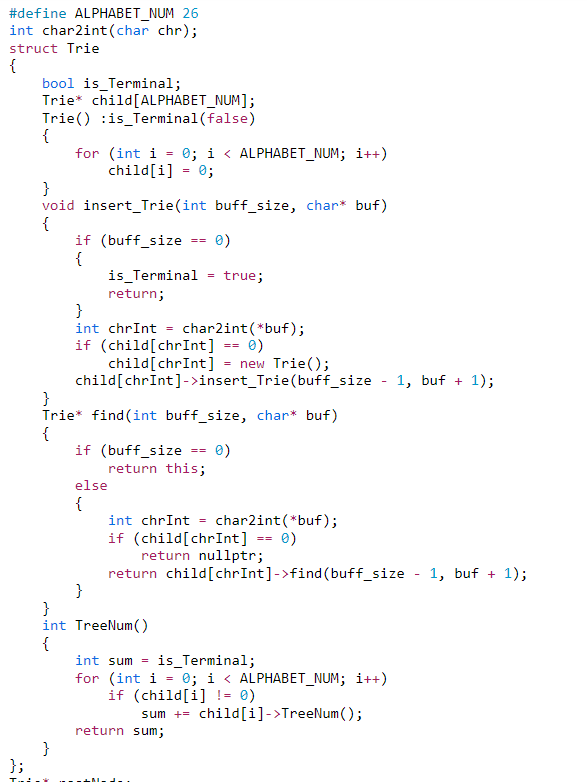 #define ALPHABET_NUM 26
int char2int(char chr);
struct Trie
{
    bool is_Terminal;
    Trie* child[ALPHABET_NUM];
    Trie() :is_Terminal(false)
    {
        for (int i = 0; i < ALPHABET_NUM; i++)
            child[i] = 0;
    }
    void insert_Trie(int buff_size, char* buf)
    {
        if (buff_size == 0)
        {
            is_Terminal = true;
            return;
        }
        int chrInt = char2int(*buf);
        if (child[chrInt] == 0)
            child[chrInt] = new Trie();
        child[chrInt]->insert_Trie(buff_size - 1, buf + 1);
    }
    Trie* find(int buff_size, char* buf)
    {
        if (buff_size == 0)
            return this;
        else
        {
            int chrInt = char2int(*buf);
            if (child[chrInt] == 0)
                return nullptr;
            return child[chrInt]->find(buff_size - 1, buf + 1);
        }
    }
    int TreeNum()
    {
        int sum = is_Terminal;
        for (int i = 0; i < ALPHABET_NUM; i++)
            if (child[i] != 0)
                sum += child[i]->TreeNum();
        return sum;
    }
};